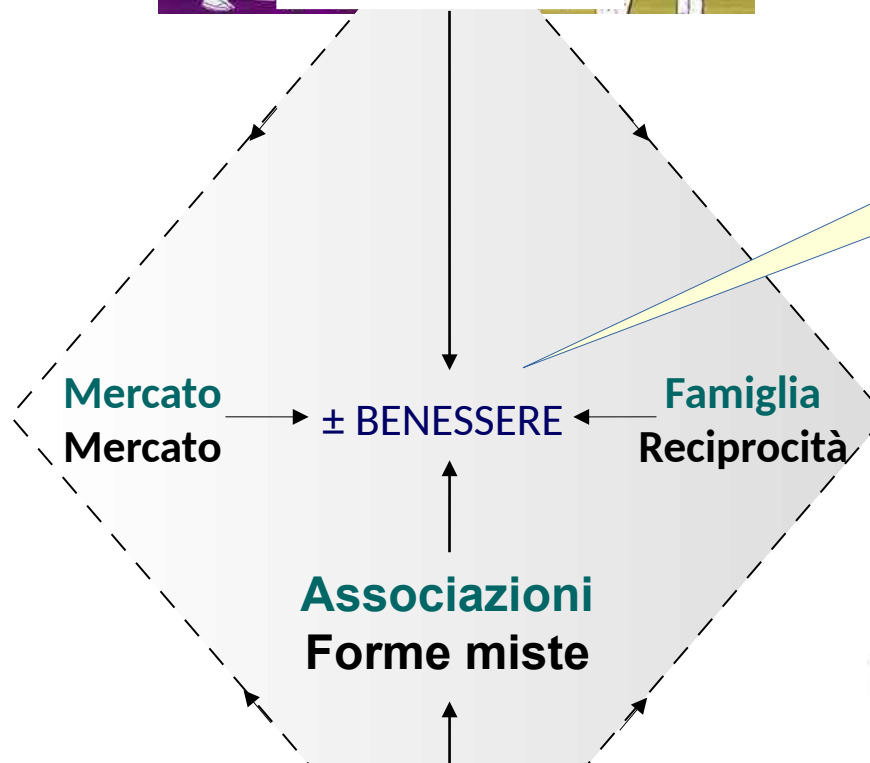 Mercato
Mercato
± BENESSERE
Famiglia
Reciprocità
Associazioni
Forme miste